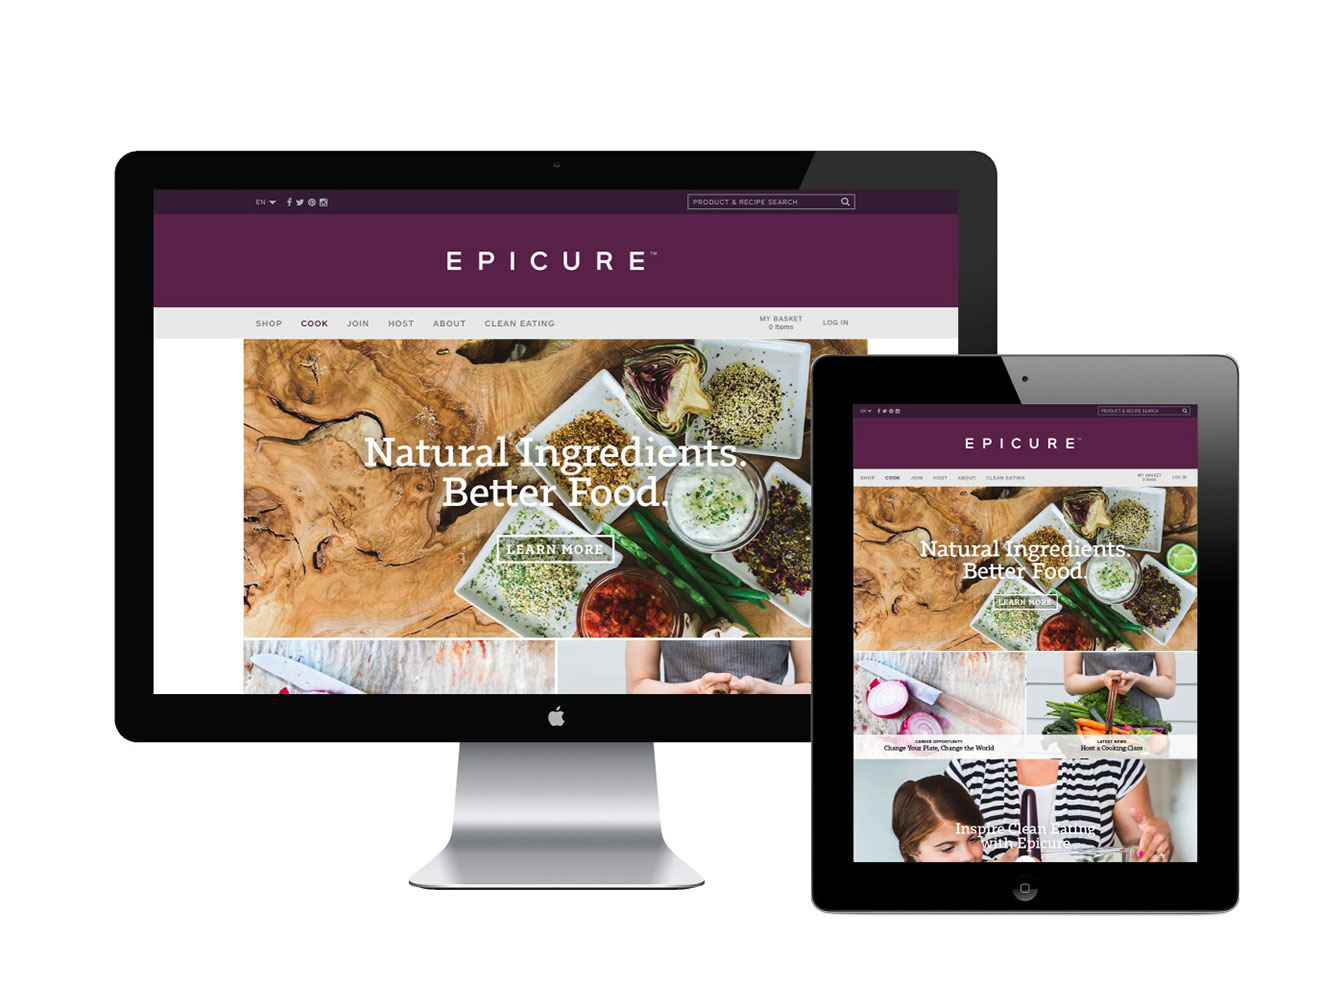 EN
PRODUCT & RECIPE SEARCH
EPICURE™
SHOP COOK JOIN HOST ABOUT CLEAN EATING
MY BASKET
0 Items
LOG IN
Natural Ingredients.
Better Food.
LEARN MORE
EN
PRODUCT & RECIPE SEARCH
EPICURE™
SHOP COOK JOIN HOST ABOUT CLEAN EATING
MY BASKET
0 Items
LOG IN
Natural Ingredients.
Better Food.
LEARN MORE
CAREER OPPORTUNITY
Change Your Plate, Change the World
LATEST NEWS
Host a Cooking Class
Inspire Clean Eating
with Epicure